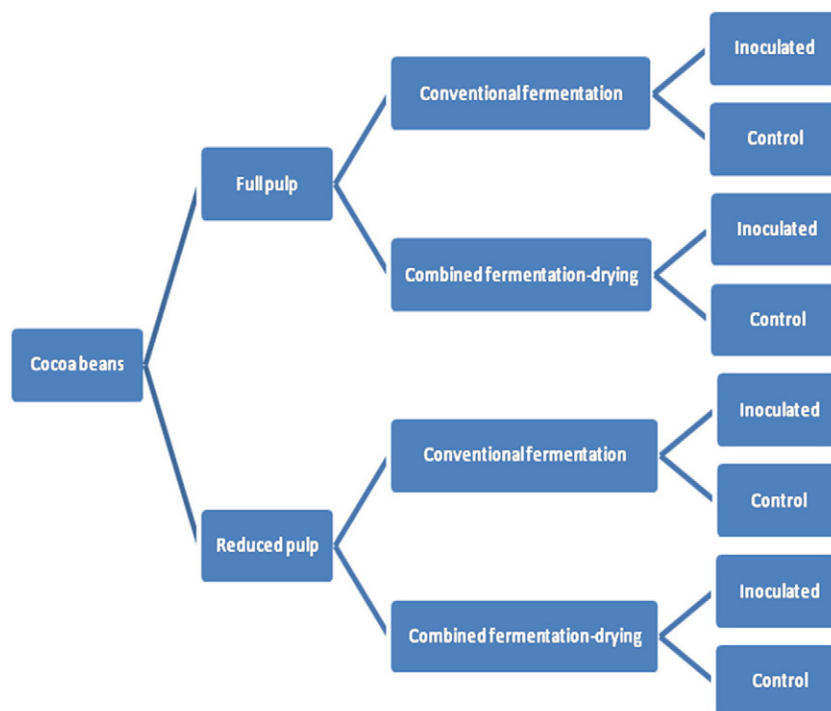 Cocoa beans
Full pulp
Conventional fermentation
Inoculated
Control
Combined fermentation-drying
Inoculated
Control
Reduced pulp
Conventional fermentation
Inoculated
Control
Combined fermentation-drying
Inoculated
Control